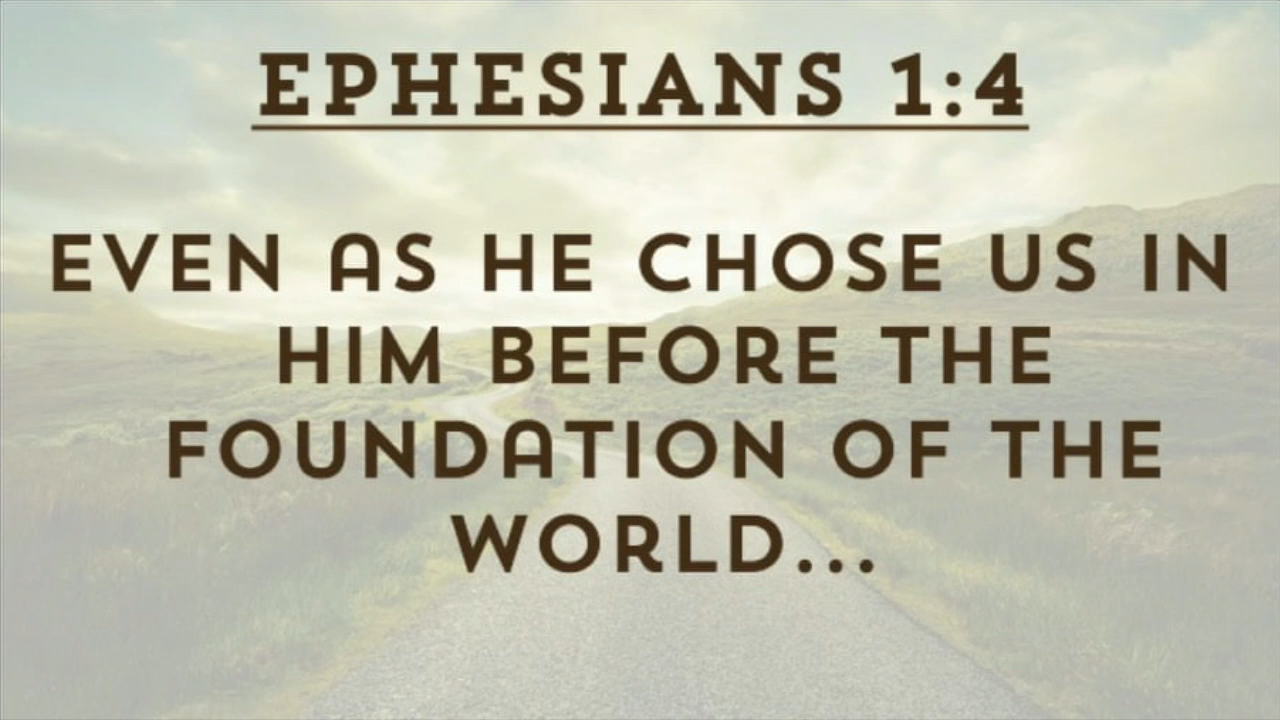 EPHESIANS 1:4
EVEN AS HE CHOSE US IN
HIM BEFORE THE
FOUNDATION OF THE
WORLD...